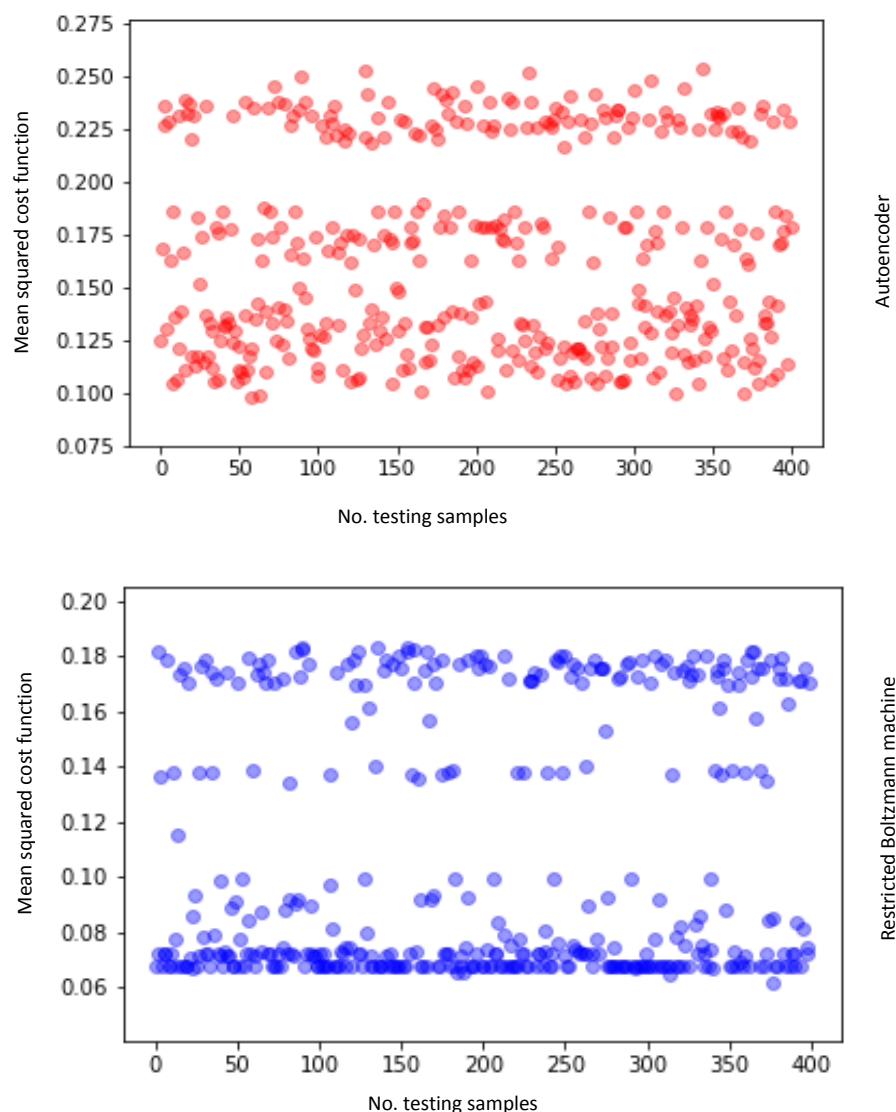 0.275
0.250
0.225
0.200
0.175
0.150
0.125
0.100
0.075
Mean squared cost function
0 50 100 150 200 250 300 350 400
No. testing samples
Autoencoder
0.20
0.18
0.16
0.14
0.12
0.10
0.08
0.06
Mean squared cost function
0 50 100 150 200 250 300 350 400
No. testing samples
Restricted Boltzmann machine